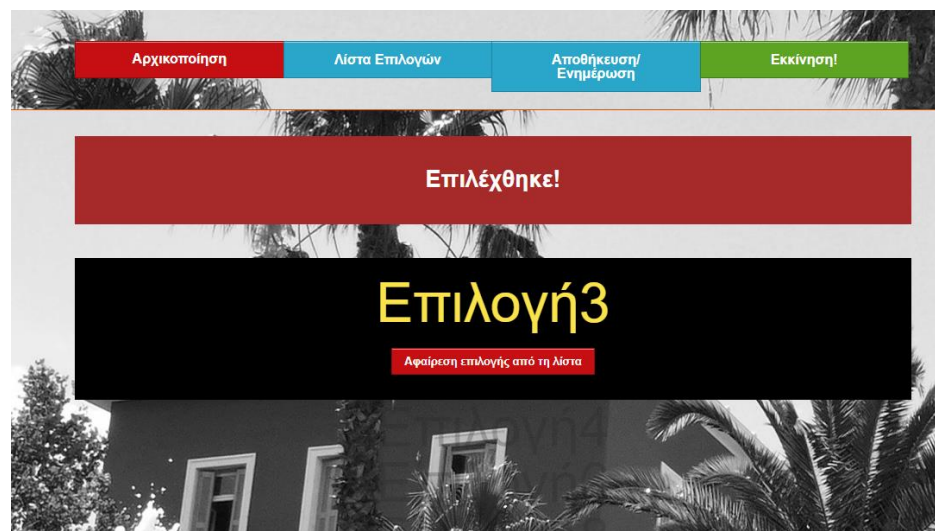 Αρχικοποίηση
Λίστα Επιλογών
Αποθήκευση/
Ενημέρωση
Εκκίνηση!
Επιλέχθηκε!
Επιλογή3
Αφαίρεση επιλογής από τη λίστα
Επιλογή4